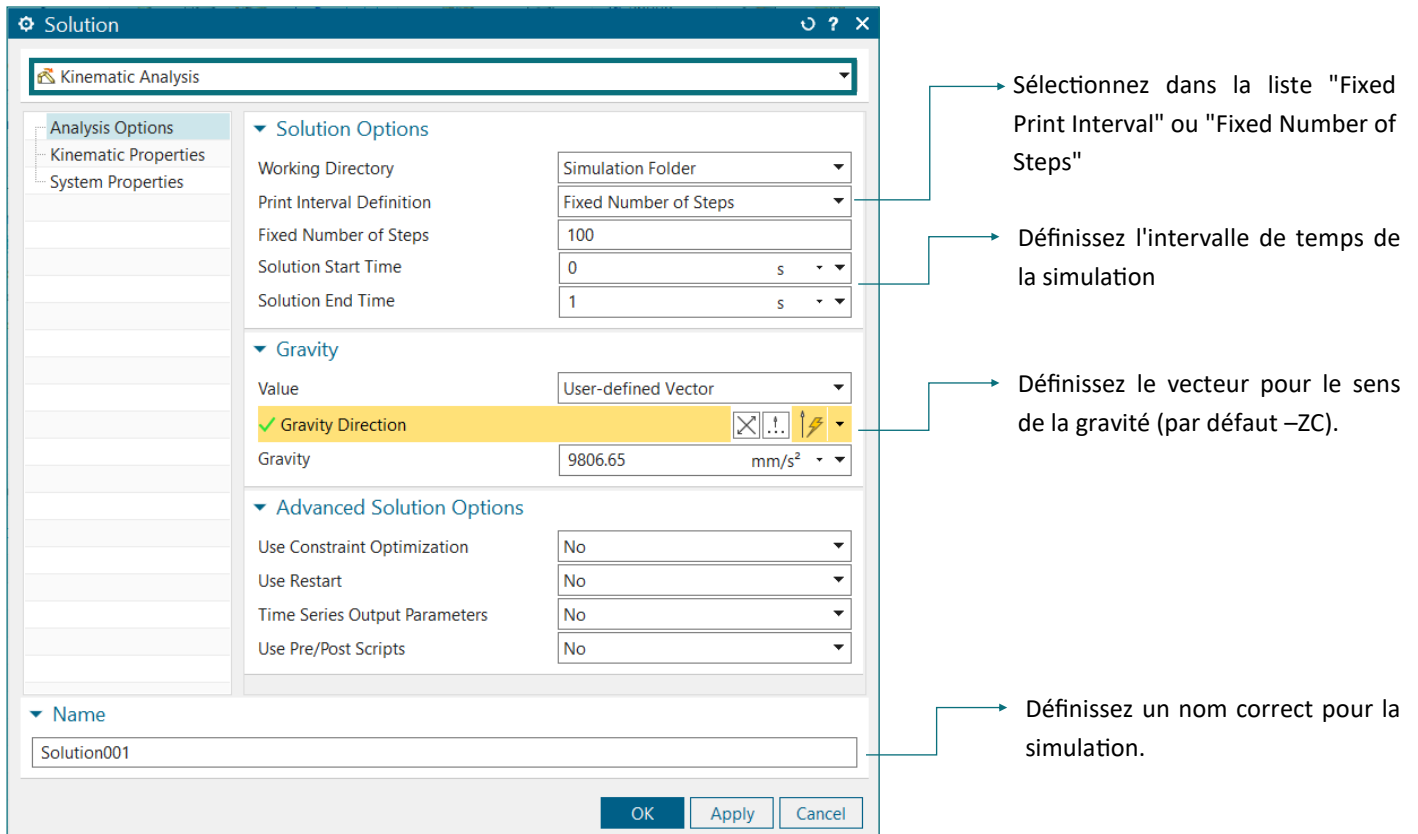 Solution
Kinematic Analysis
Analysis Options
Kinematic Properties
System Properties
Solution Options
Working Directory Simulation Folder
Print Interval Definition Fixed Number of Steps
Fixed Number of Steps 100
Solution Start Time 0 s
Solution End Time 1 s
Gravity
Value User-defined Vector
Gravity Direction
Gravity 9806.65 mm/s²
Advanced Solution Options
Use Constraint Optimization No
Use Restart No
Time Series Output Parameters No
Use Pre/Post Scripts No
Name
Solution001
OK Apply Cancel
Sélectionnez dans la liste "Fixed
Print Interval" ou "Fixed Number of
Steps"
Définissez l'intervalle de temps de
la simulation
Définissez le vecteur pour le sens
de la gravité (par défaut –ZC).
Définissez un nom correct pour la
simulation.